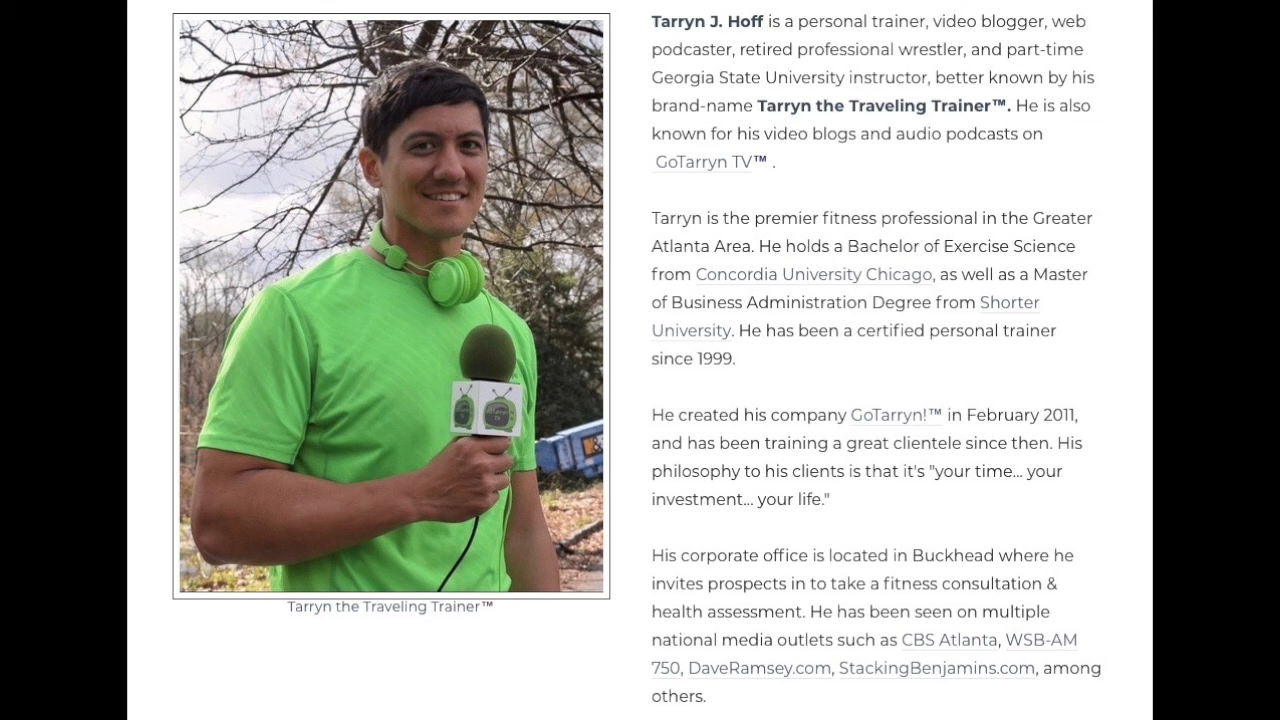 Tarryn J. Hoff is a personal trainer, video blogger, web
podcaster, retired professional wrestler, and part-time
Georgia State University instructor, better known by his
brand-name Tarryn the Traveling Trainer™. He is also
known for his video blogs and audio podcasts on
GoTarryn TV™ .
Tarryn is the premier fitness professional in the Greater
Atlanta Area. He holds a Bachelor of Exercise Science
from Concordia University Chicago, as well as a Master
of Business Administration Degree from Shorter
University. He has been a certified personal trainer
since 1999.
He created his company GoTarryn!™ in February 2011,
and has been training a great clientele since then. His
philosophy to his clients is that it's "your time... your
investment... your life."
His corporate office is located in Buckhead where he
invites prospects in to take a fitness consultation &
health assessment. He has been seen on multiple
national media outlets such as CBS Atlanta, WSB-AM
750, DaveRamsey.com, StackingBenjamins.com, among
others.
Tarryn the Traveling Trainer™